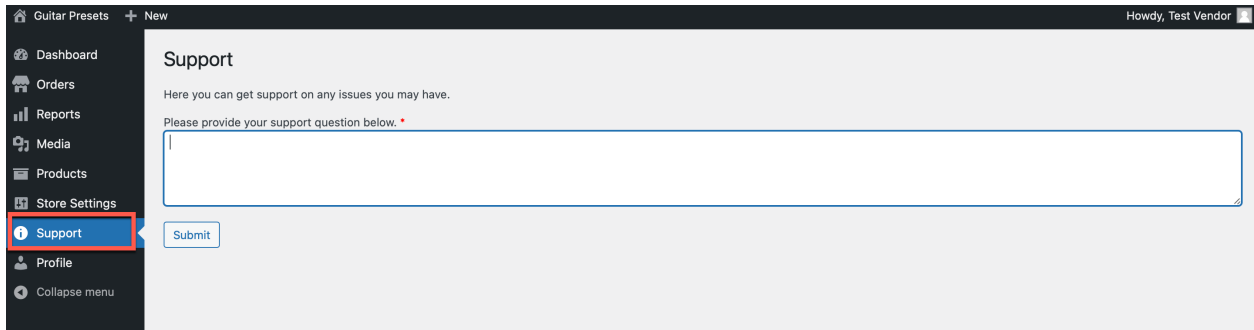 Guitar Presets New Howdy, Test Vendor
Dashboard
Orders
Reports
Media
Products
Store Settings
Support
Profile
Collapse menu
Support
Here you can get support on any issues you may have.
Please provide your support question below. *
Submit